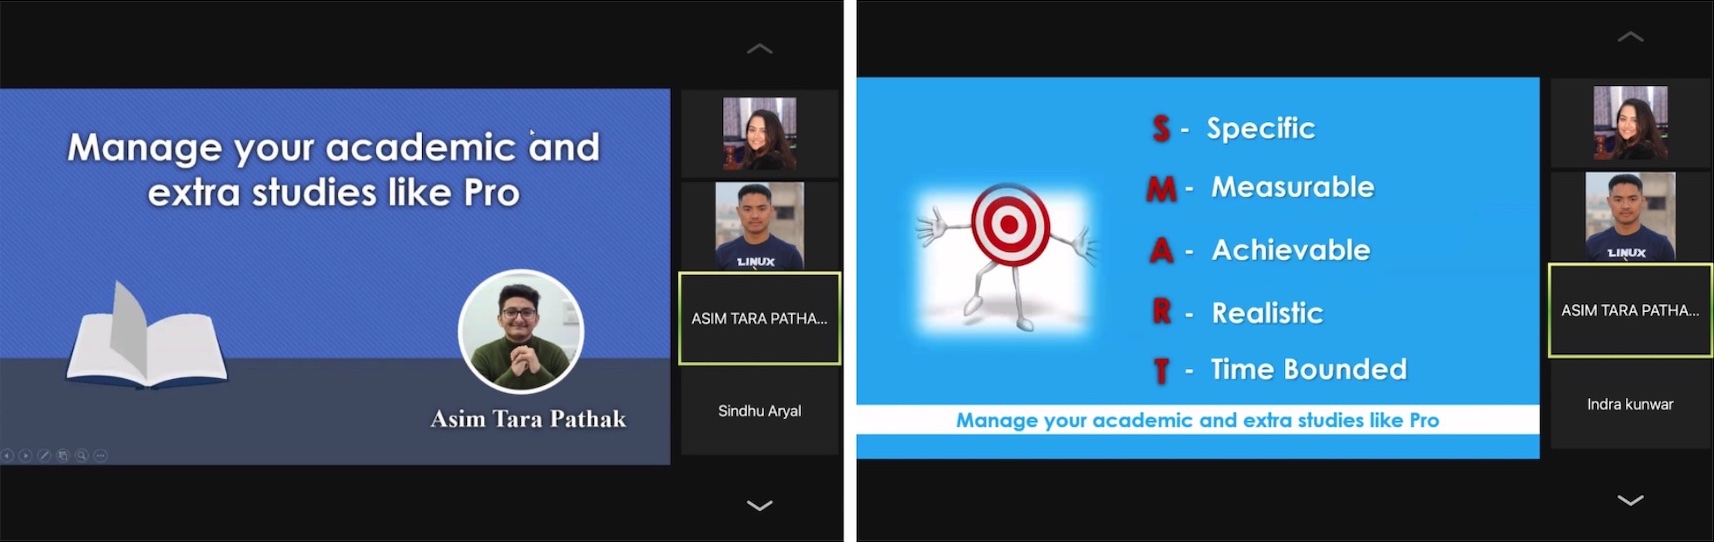 Manage your academic and
extra studies like Pro
Asim Tara Pathak
LINUX
ASIM TARA PATHA...
Sindhu Aryal
S - Specific
M - Measurable
A - Achievable
R - Realistic
T - Time Bounded
Manage your academic and extra studies like Pro
LINUX
ASIM TARA PATHA...
Indra kunwar